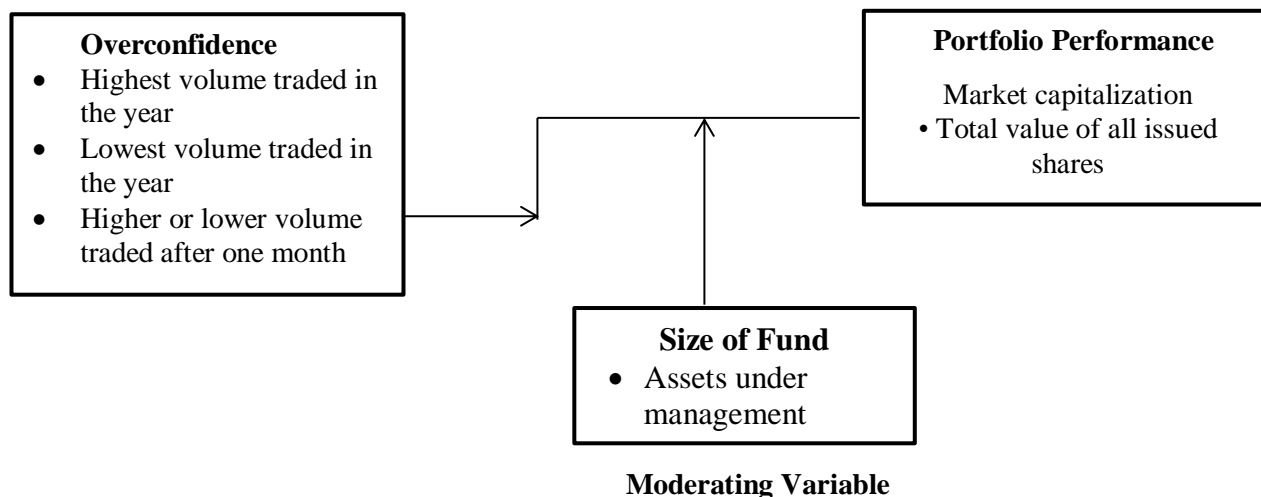 Overconfidence
• Highest volume traded in
the year
• Lowest volume traded in
the year
• Higher or lower volume
traded after one month
Portfolio Performance
Market capitalization
• Total value of all issued
shares
Size of Fund
• Assets under
management
Moderating Variable